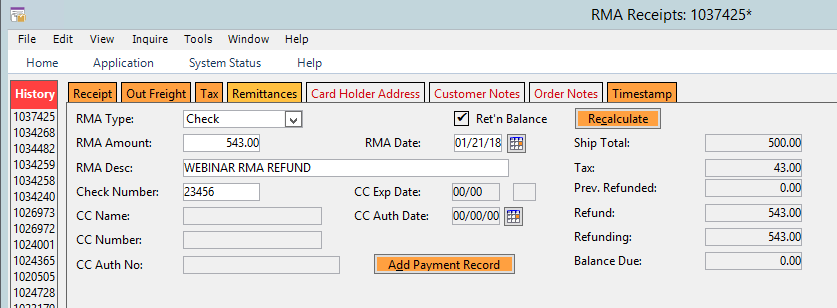 RMA Receipts: 1037425*
File Edit View Inquire Tools Window Help
Home Application System Status Help
History Receipt Out Freight Tax Remittances Card Holder Address Customer Notes Order Notes Timestamp
1037425 RMA Type: Check Ret'n Balance Recalculate
1034268
1034482 RMA Amount: 543.00 RMA Date: 01/21/18 Ship Total: 500.00
1034259 RMA Desc: WEBINAR RMA REFUND Tax: 43.00
1034258
1034240 Check Number: 23456 CC Exp Date: 00/00 Prev. Refunded: 0.00
1026973 CC Name: CC Auth Date: 00/00/00 Refund: 543.00
1026972
1024001 CC Number: Refunding: 543.00
1024365 CC Auth No: Add Payment Record Balance Due: 0.00
1020505
1024728